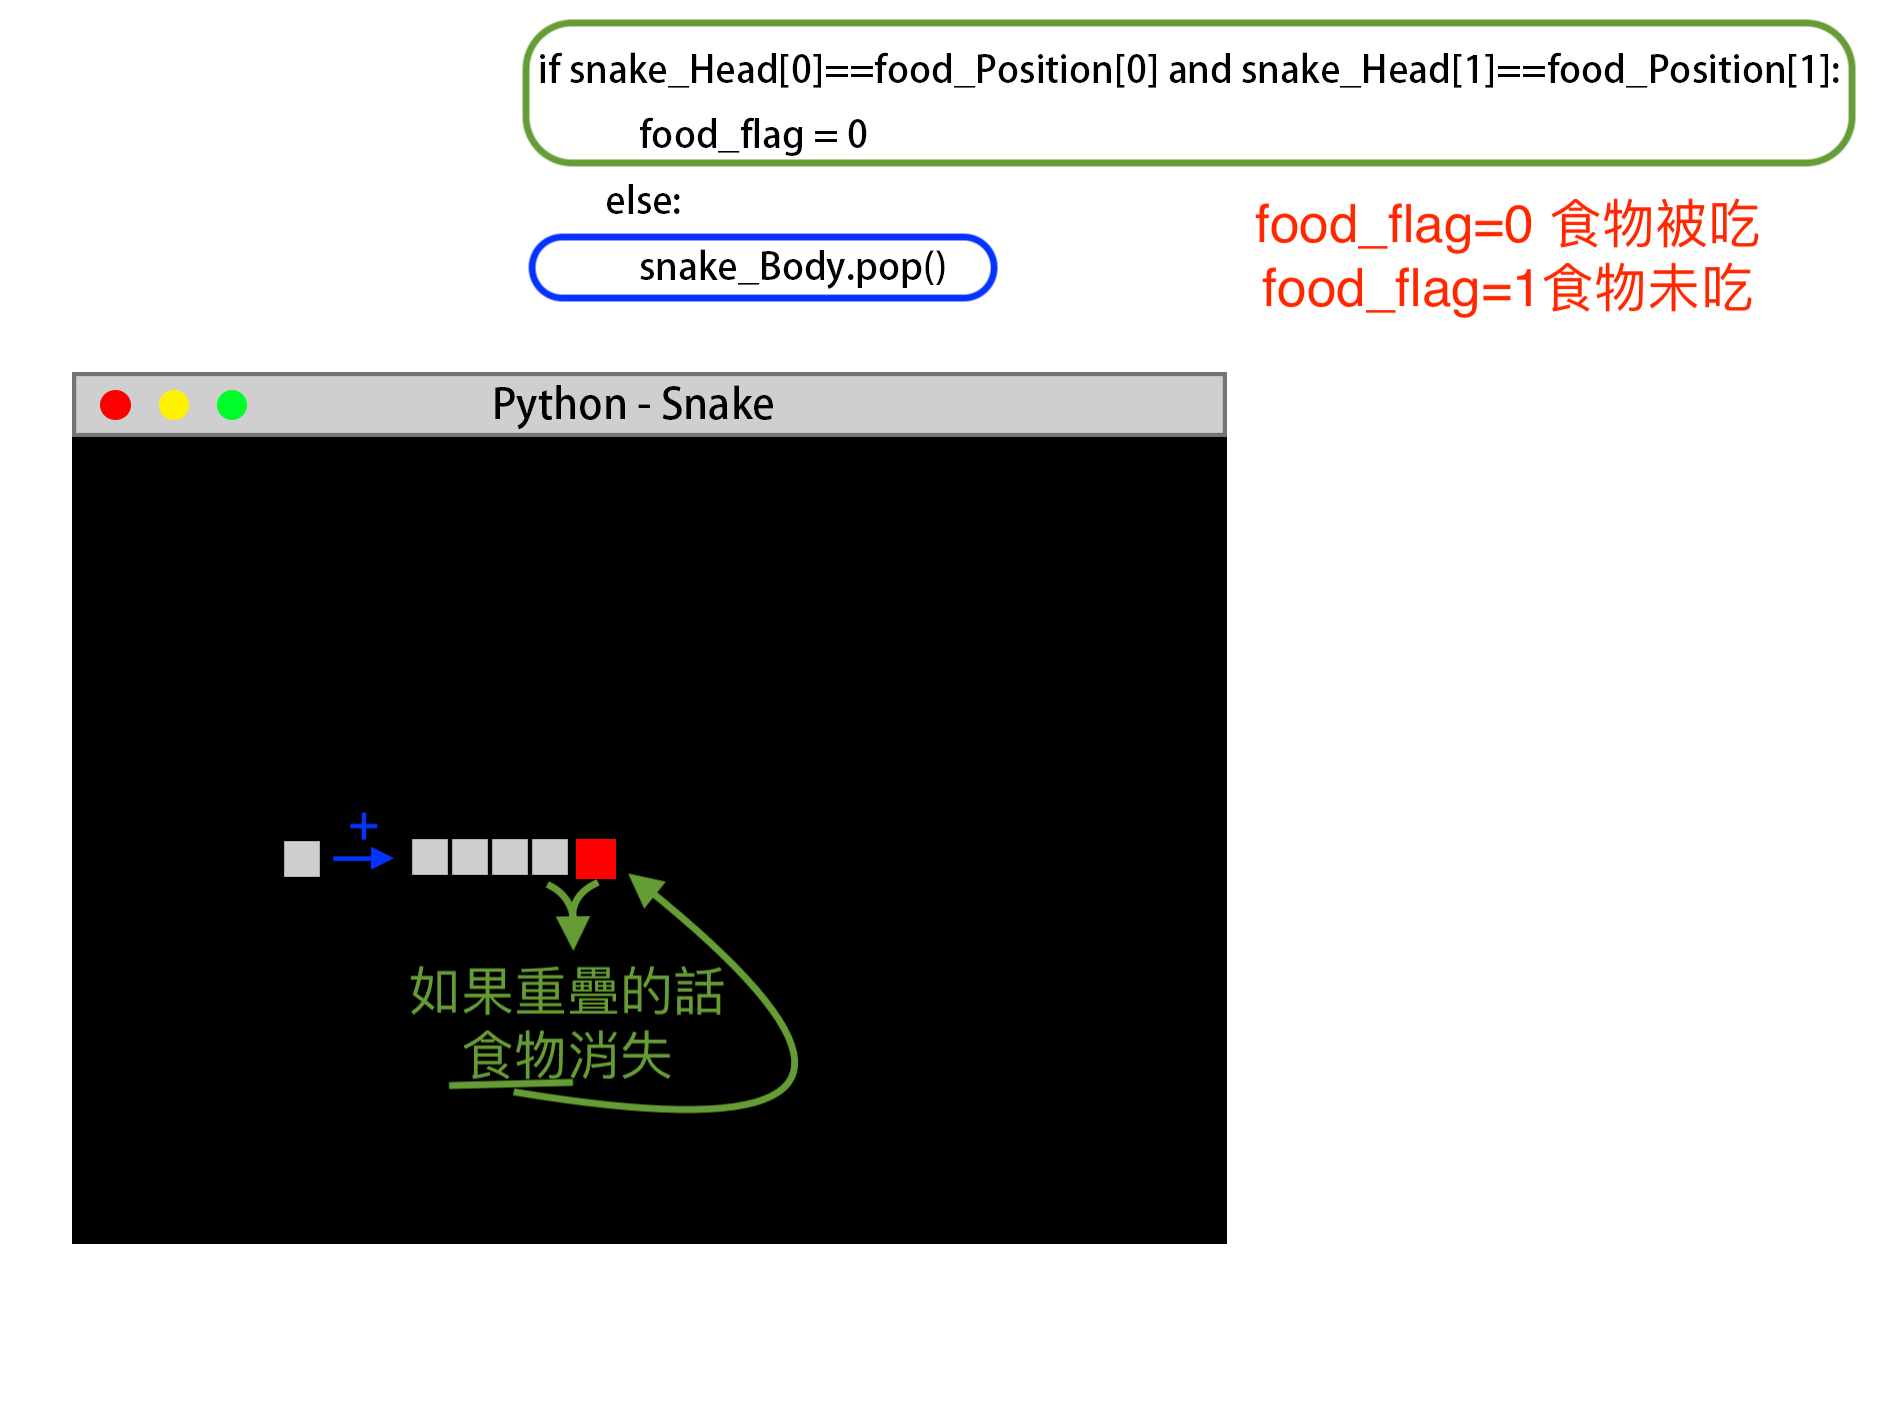 if snake_Head[0]==food_Position[0] and snake_Head[1]==food_Position[1]:
food_flag = 0
else:
snake_Body.pop()
food_flag=0 食物被吃
food_flag=1食物未吃
Python - Snake
+
如果重疊的話
食物消失